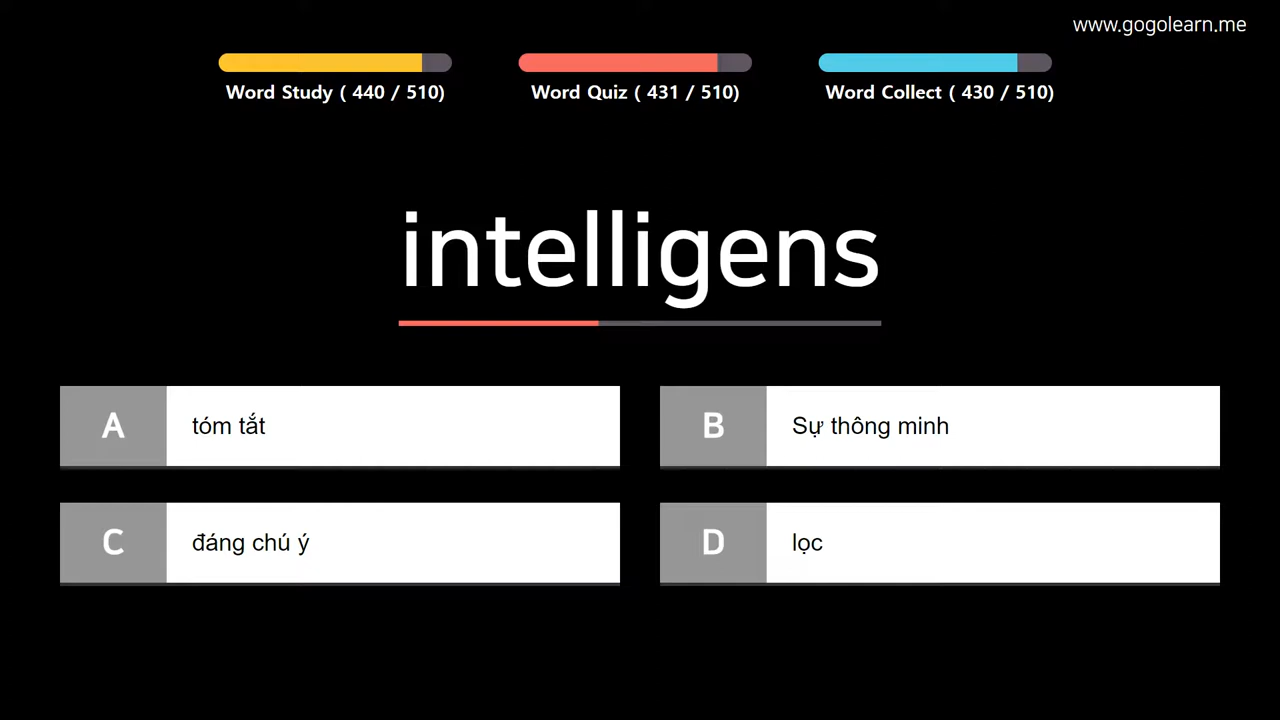 www.gogolearn.me
Word Study ( 440 / 510)
Word Quiz ( 431 / 510)
Word Collect ( 430 / 510)
intelligens
A tóm tắt
B Sự thông minh
C đáng chú ý
D lọc